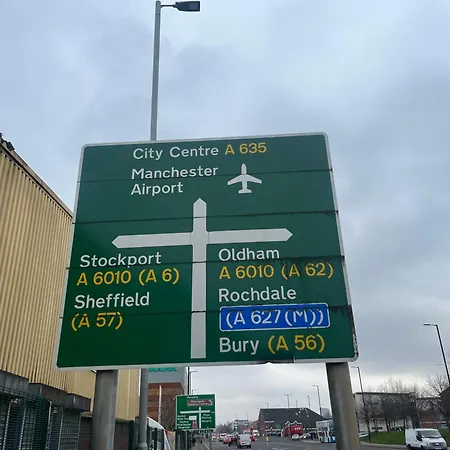 City Centre A 635
Manchester
Airport
Stockport
A 6010 (A 6)
Sheffield
(A 57)
Oldham
A 6010 (A 62)
Rochdale
(A 627(M))
Bury (A 56)